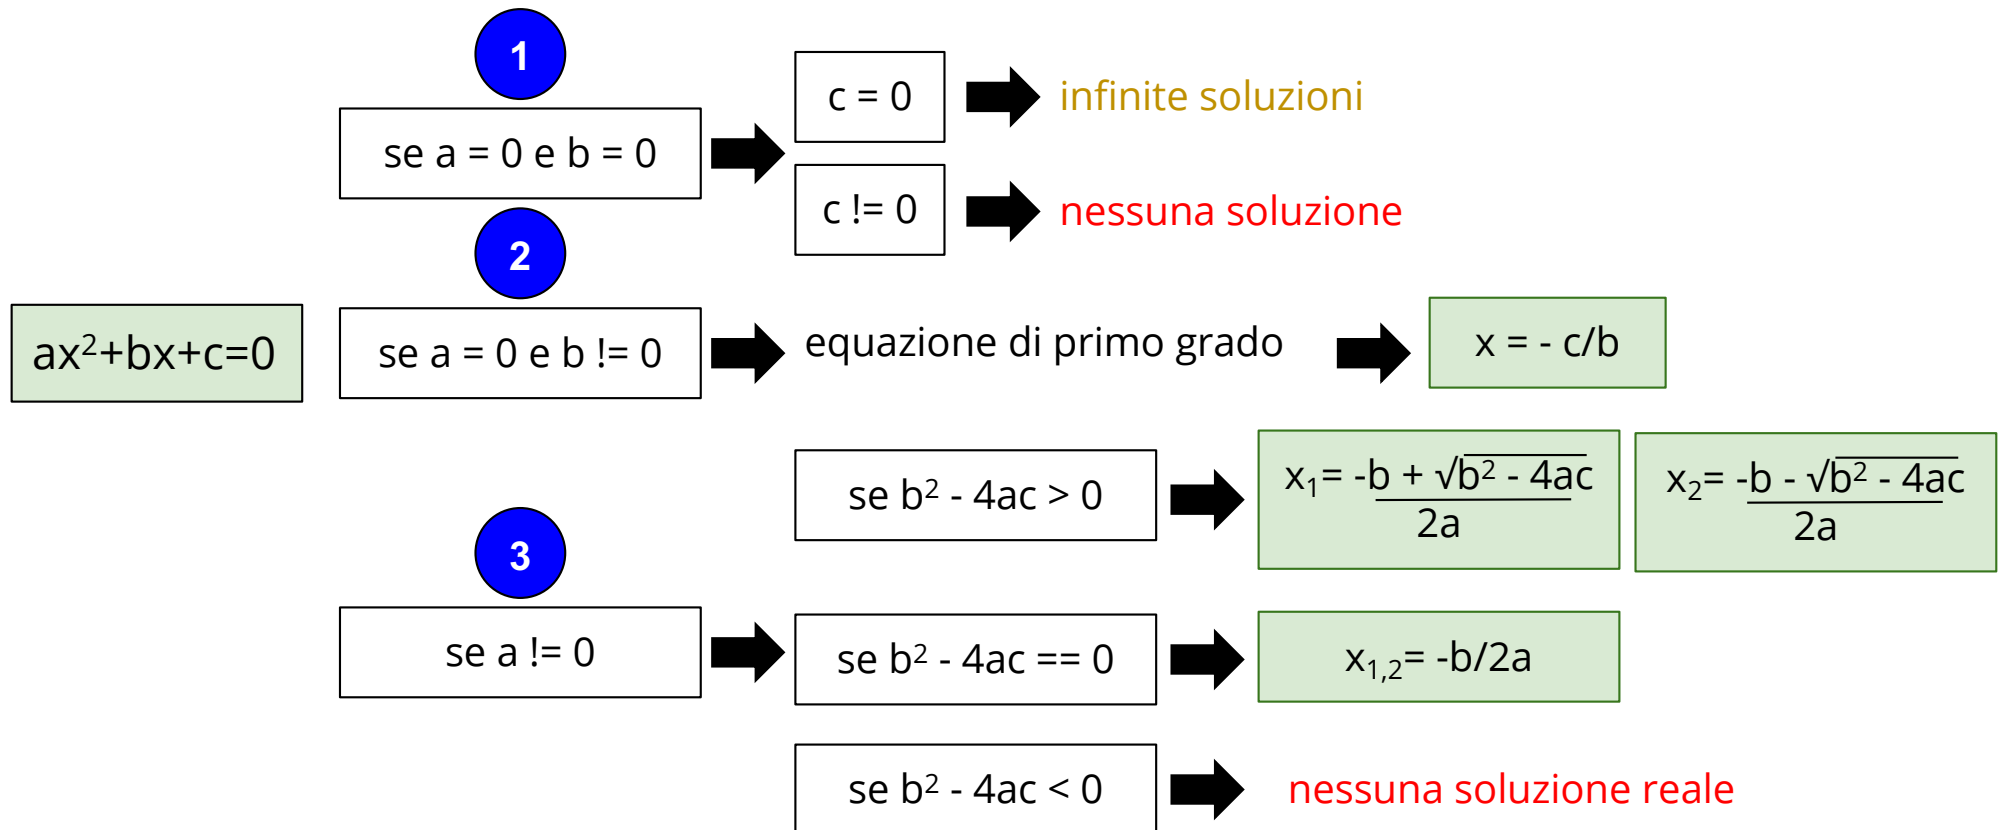 1
se a = 0 e b = 0
c = 0
infinite soluzioni
c != 0
nessuna soluzione
2
ax²+bx+c=0
se a = 0 e b != 0
equazione di primo grado
x = - c/b
3
se a != 0
se b² - 4ac > 0
x₁= -b + √b² - 4ac
2a
x₂= -b - √b² - 4ac
2a
se b² - 4ac == 0
x₁,₂= -b/2a
se b² - 4ac < 0
nessuna soluzione reale